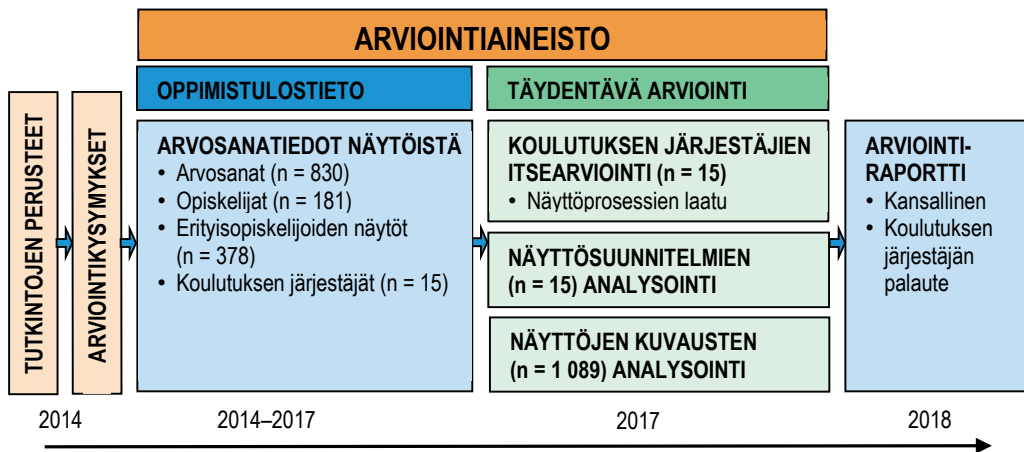 ARVIOINTIAINEISTO
OPPIMISTULOSTIETO
TÄYDENTÄVÄ ARVIOINTI
TUTKINTOJEN PERUSTEET
ARVIOINTIKYSYMYKSET
ARVOSANATIEDOT NÄYTÖISTÄ
• Arvosanat (n = 830)
• Opiskelijat (n = 181)
• Erityisopiskelijoiden näytöt
(n = 378)
• Koulutuksen järjestäjät (n = 15)
KOULUTUKSEN JÄRJESTÄJIEN
ITSEARVIOINTI (n = 15)
• Näyttöprosessien laatu
NÄYTTÖSUUNNITELMIEN
(n = 15) ANALYSOINTI
NÄYTTÖJEN KUVAUSTEN
(n = 1 089) ANALYSOINTI
ARVIOINTI-
RAPORTTI
• Kansallinen
• Koulutuksen
järjestäjän
palaute
2014
2014–2017
2017
2018